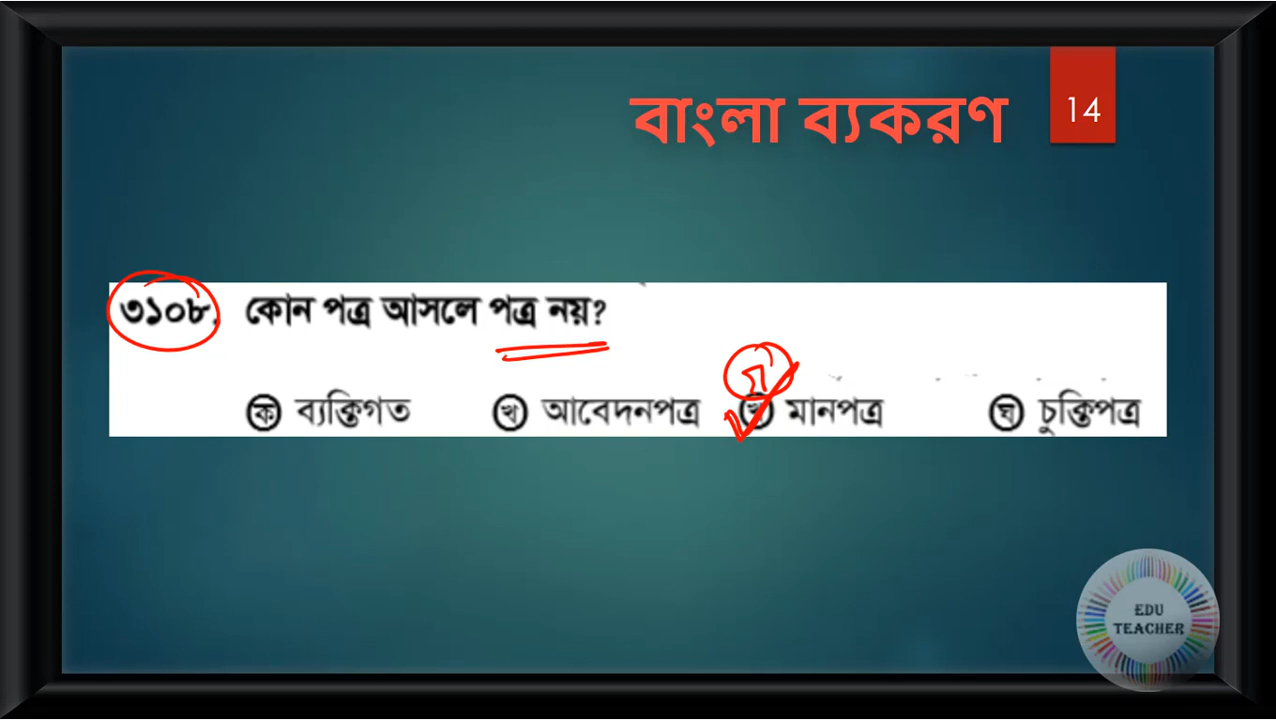 বাংলা ব্যকরণ
14
৩১০৮. কোন পত্র আসলে পত্র নয়?
গ
ক ব্যক্তিগত খ আবেদনপত্র খ মানপত্র ঘ চুক্তিপত্র
EDU
TEACHER